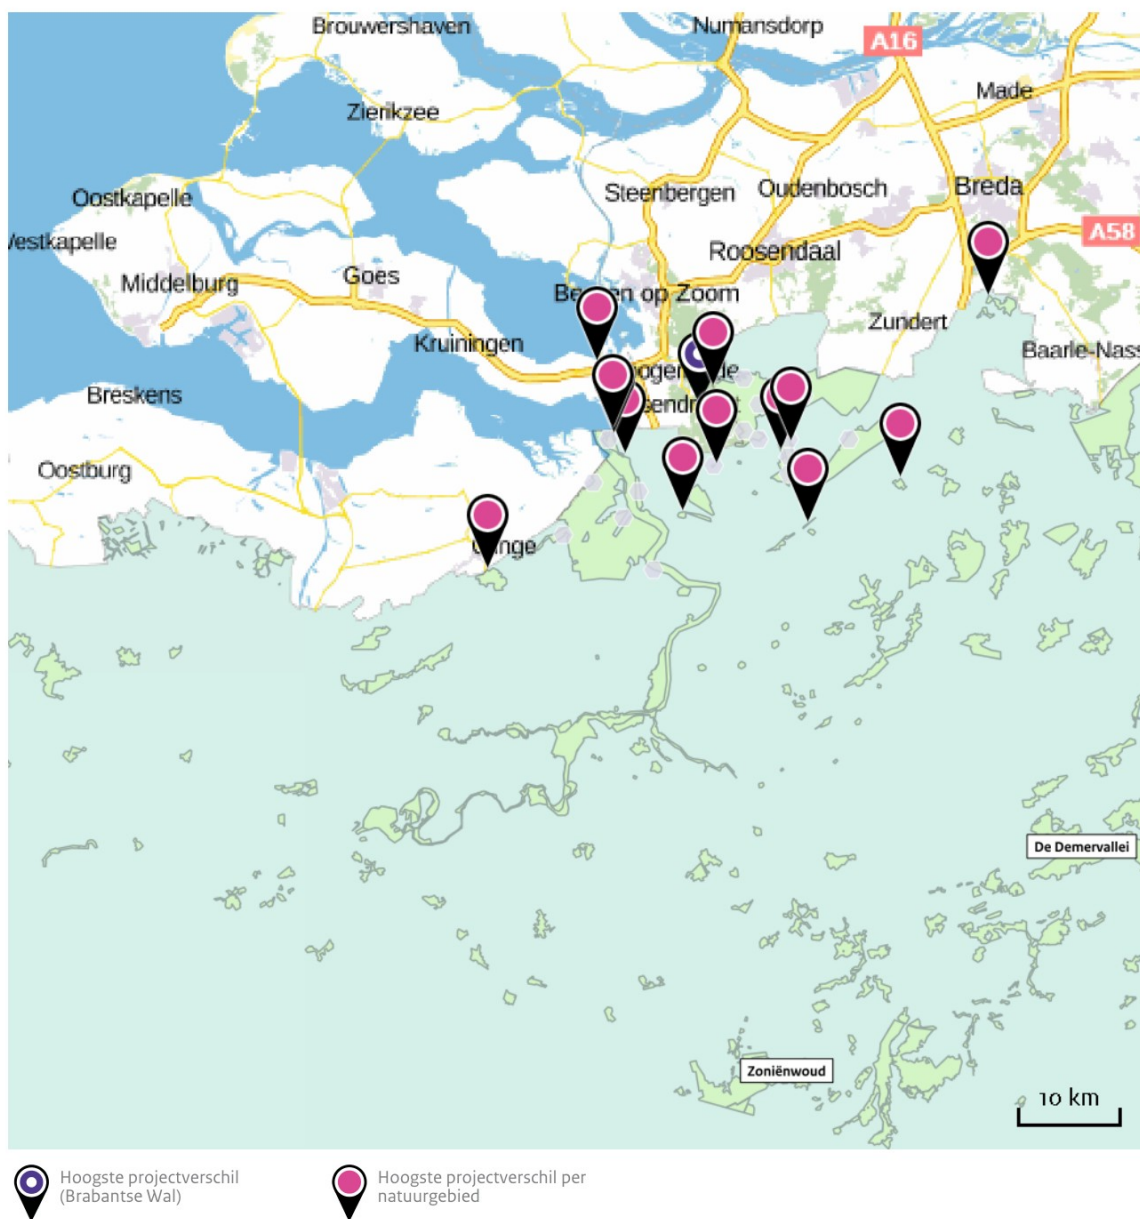 Brouwershaven
Numansdorp
A16
Made
Zierikzee
Steenbergen
Oudenbosch
Breda
Oostkapelle
A58
Westkapelle
Roosendaal
Middelburg
Goes
Zundert
Kruiningen
Baarle-Nass
Breskens
Oostburg
De Demervallei
Zoniënwoud
10 km
Hoogste projectverschil
(Brabantse Wal)
Hoogste projectverschil per
natuurgebied